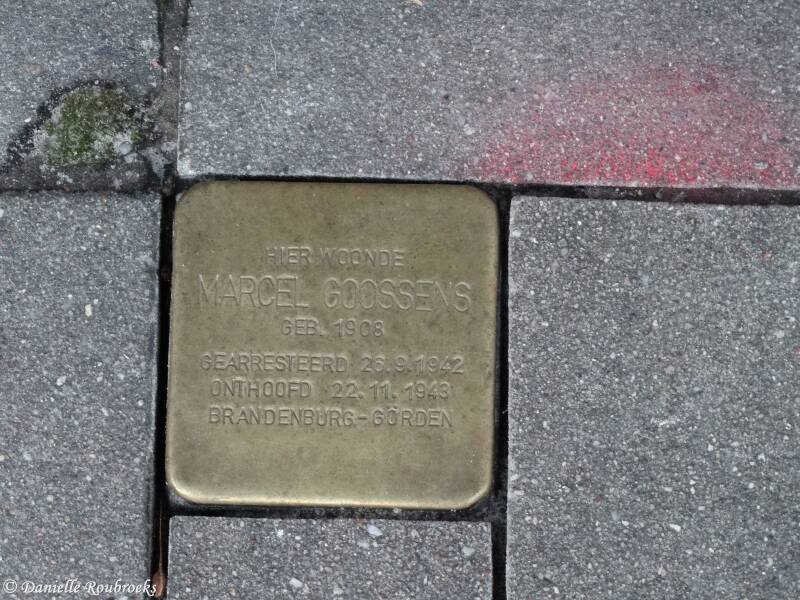 HIER WOONDE
MARCEL GOOSSENS
GEB. 1908
GEARRESTEERD 26.9.1942
ONTHOOFD 22.11.1943
BRANDENBURG-GÖRDEN
© Danielle Roubroeks